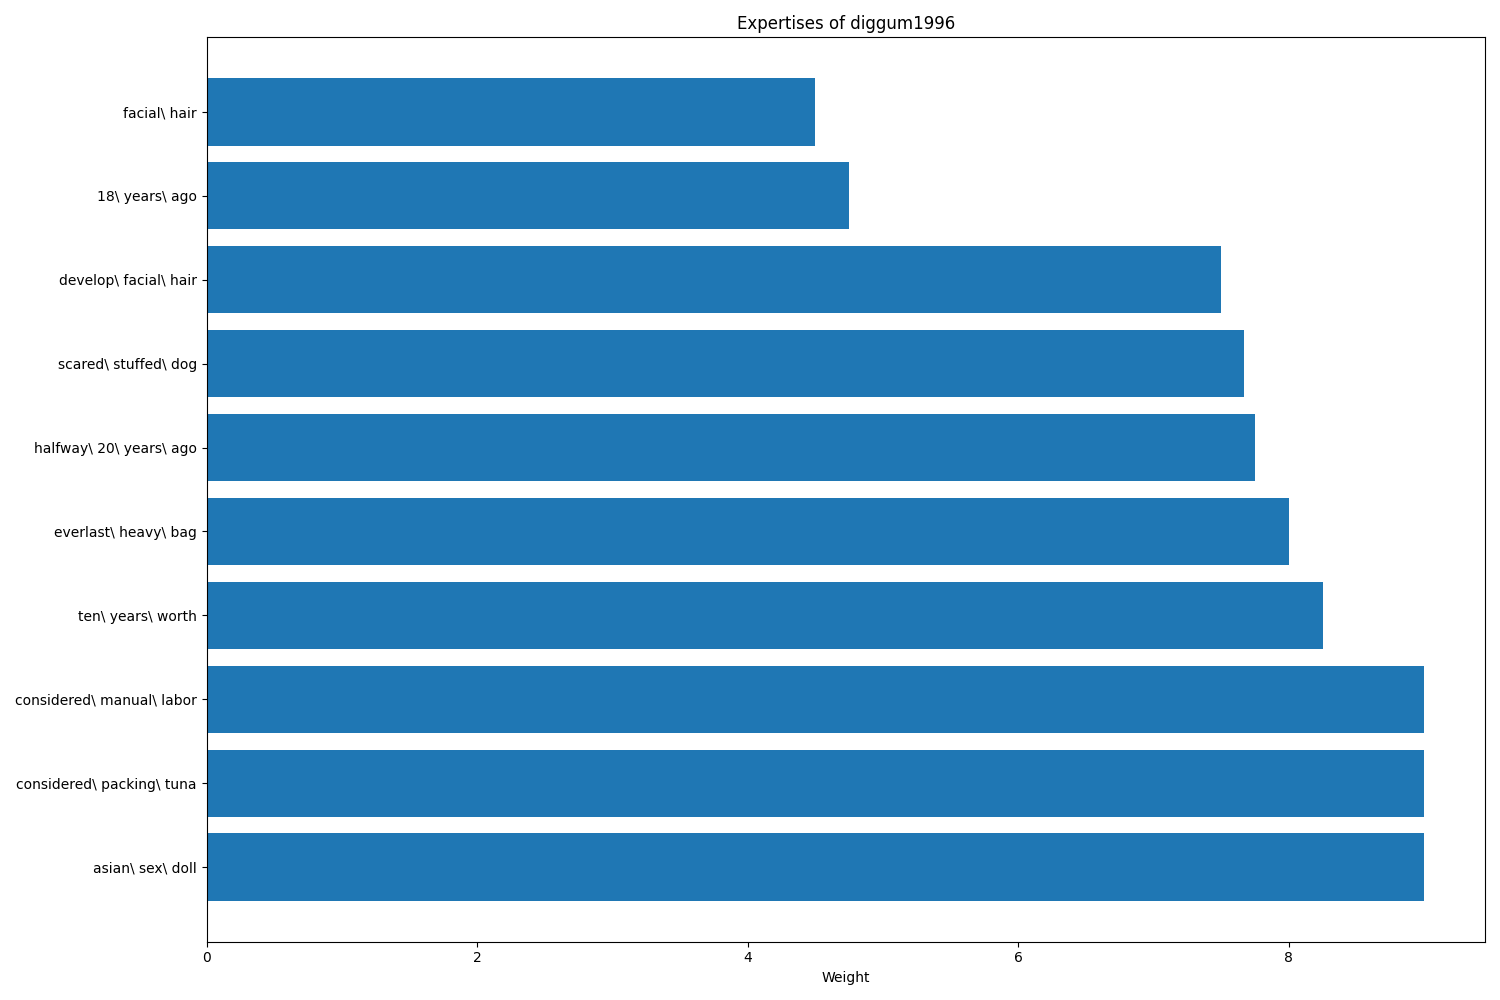 Expertises of diggum1996
facial\ hair
18\ years\ ago
develop\ facial\ hair
scared\ stuffed\ dog
halfway\ 20\ years\ ago
everlast\ heavy\ bag
ten\ years\ worth
considered\ manual\ labor
considered\ packing\ tuna
asian\ sex\ doll
0 2 4 6 8
Weight